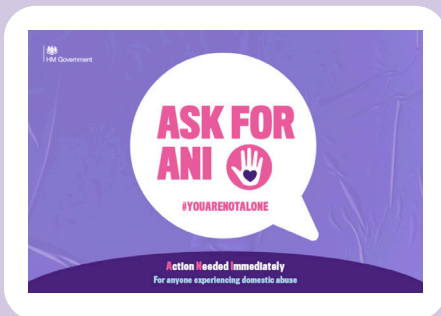 HM Government
ASK FOR
ANI
#YOUARENOTALONE
Action Needed Immediately
For anyone experiencing domestic abuse